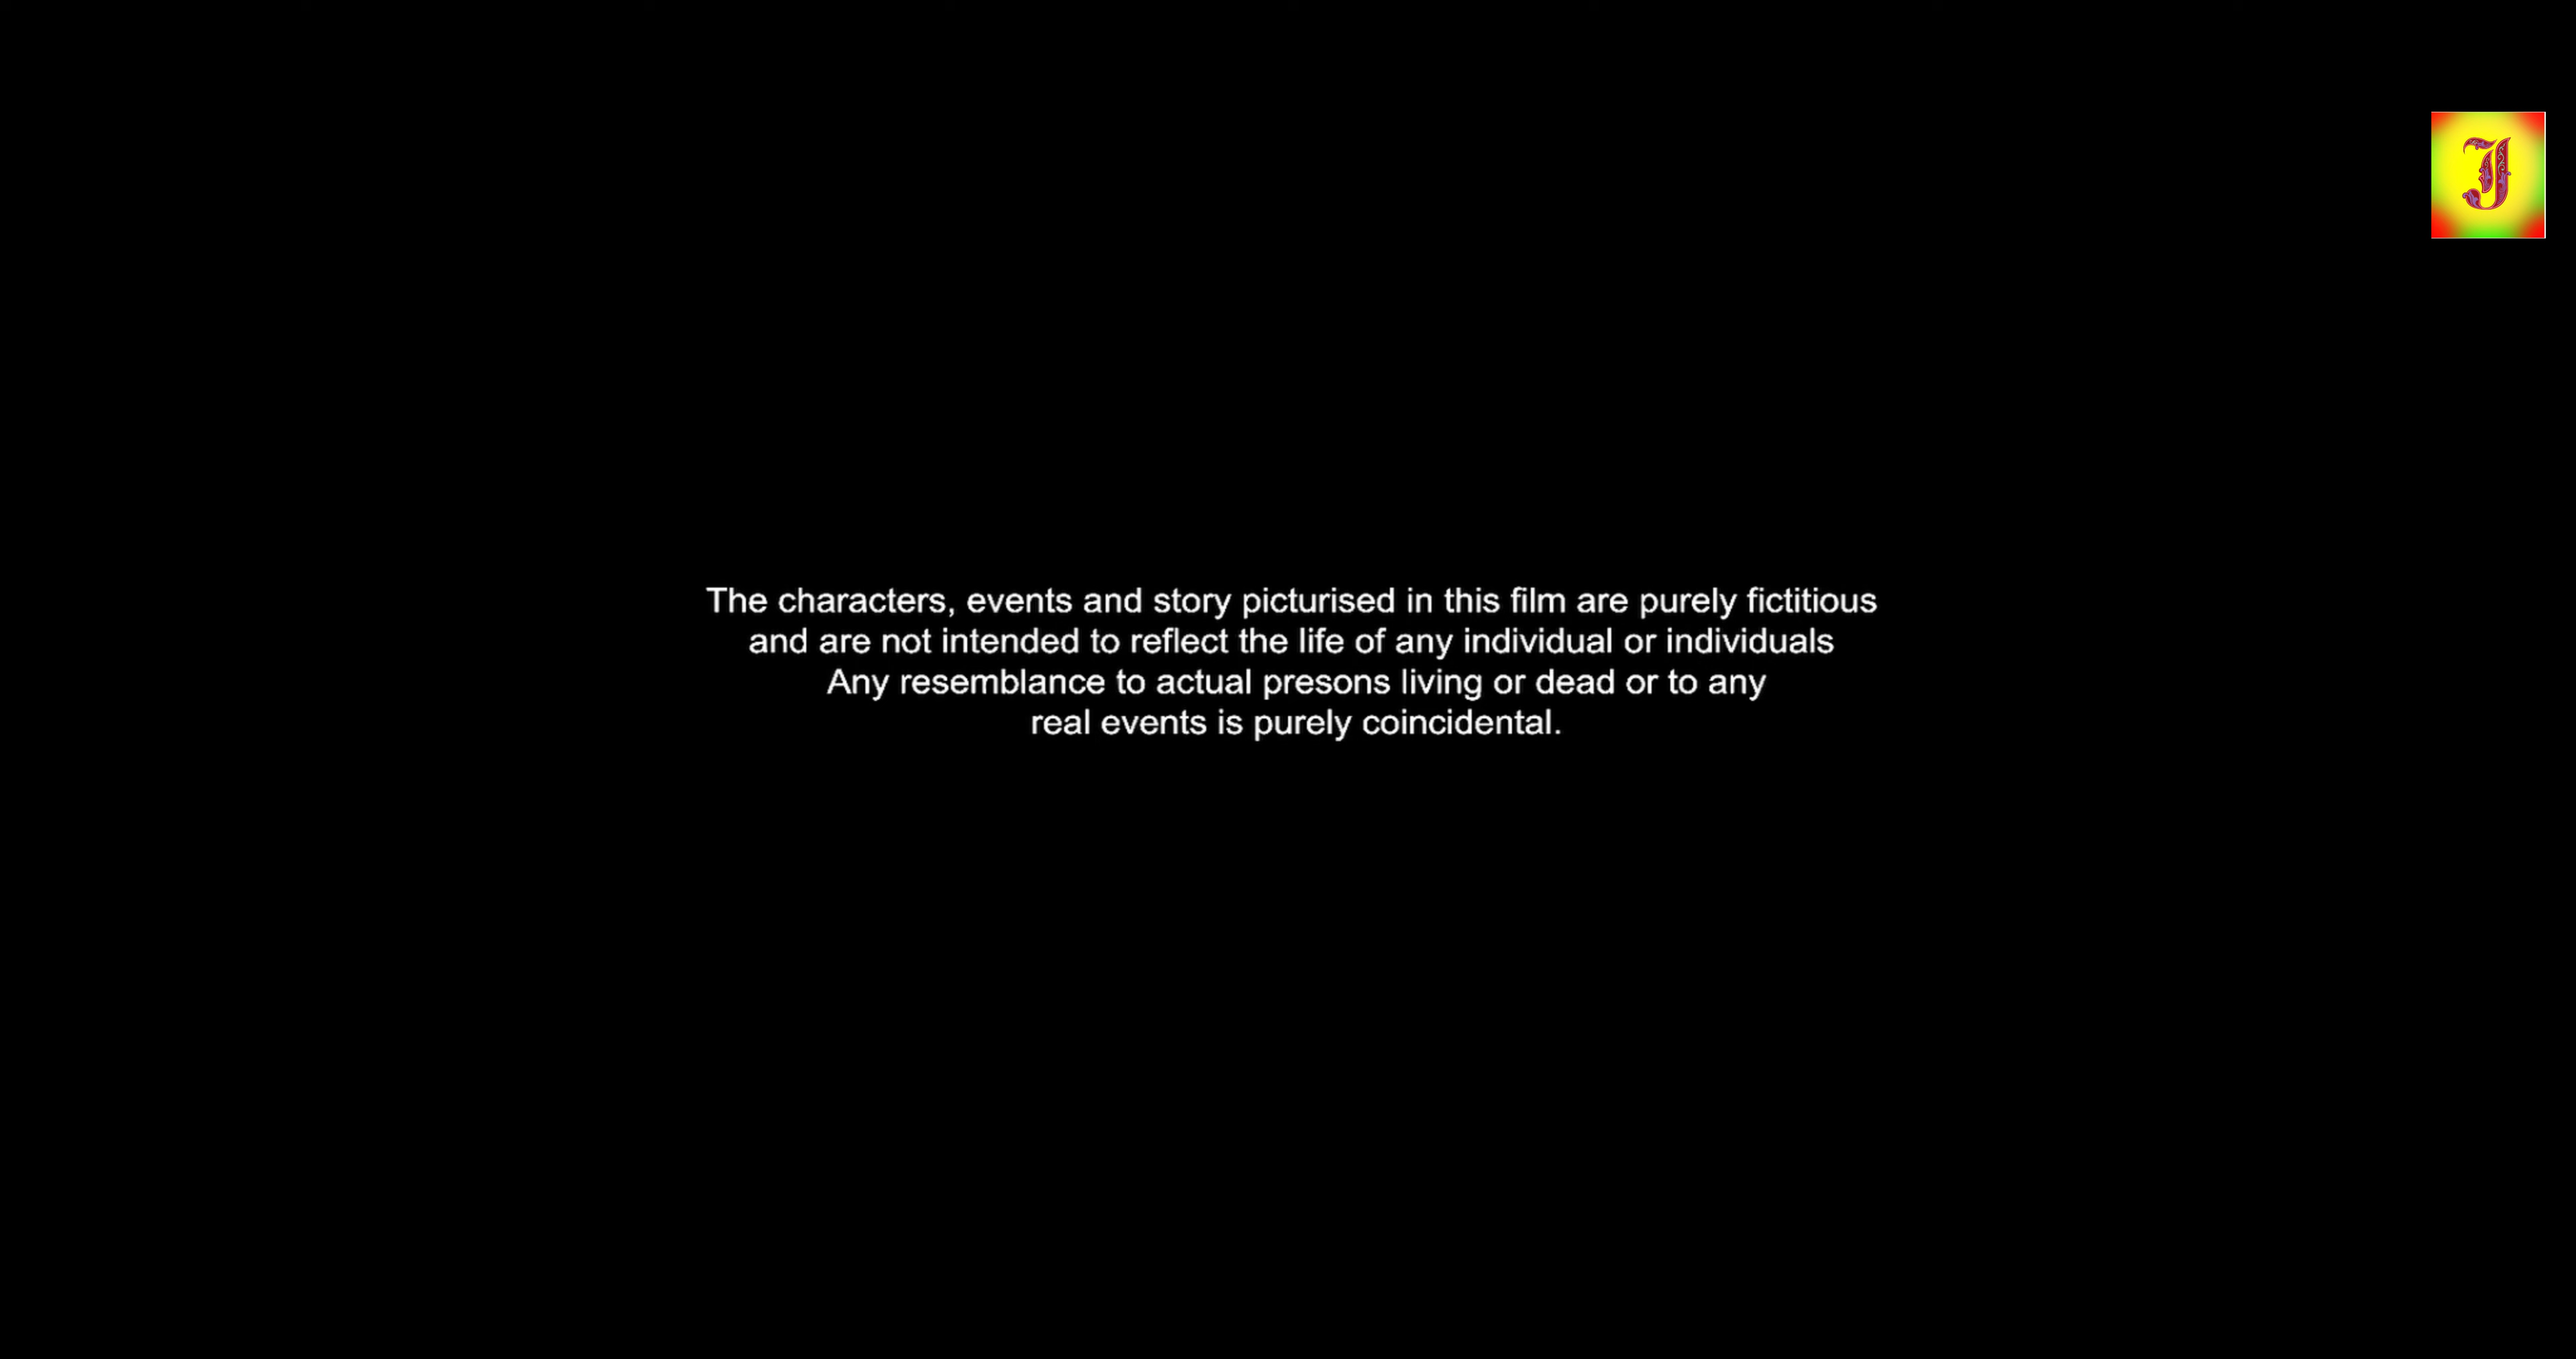 J
The characters, events and story picturised in this film are purely fictitious
and are not intended to reflect the life of any individual or individuals
Any resemblance to actual presons living or dead or to any
real events is purely coincidental.